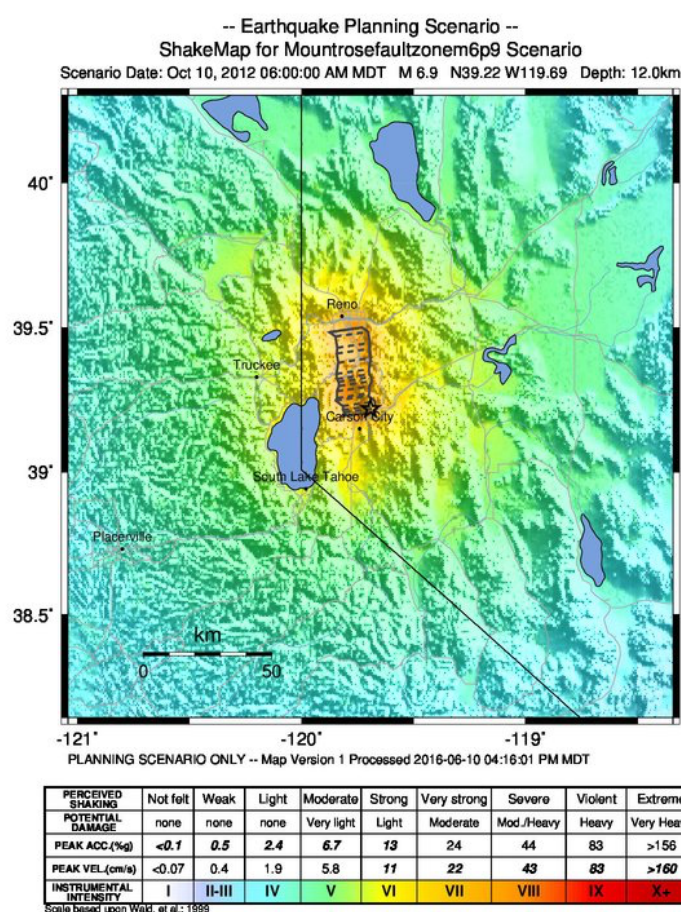 -- Earthquake Planning Scenario --
ShakeMap for Mountrosefaultzonem6p9 Scenario
Scenario Date: Oct 10, 2012 06:00:00 AM MDT M 6.9 N39.22 W119.69 Depth: 12.0km
40°
39.5°
39°
38.5°
Reno
Truckee
Carson City
South Lake Tahoe
Placerville
km
0 50
-121° -120° -119°
PLANNING SCENARIO ONLY -- Map Version 1 Processed 2016-06-10 04:16:01 PM MDT
PERCEIVED SHAKING Not felt Weak Light Moderate Strong Very strong Severe Violent Extreme
POTENTIAL DAMAGE none none none Very light Light Moderate Mod./Heavy Heavy Very Heav
PEAK ACC.(%g) <0.1 0.5 2.4 6.7 13 24 44 83 >156
PEAK VEL.(cm/s) <0.07 0.4 1.9 5.8 11 22 43 83 >160
INSTRUMENTAL INTENSITY I II-III IV V VI VII VIII IX X+
Scale based upon Wald, et al.; 1999